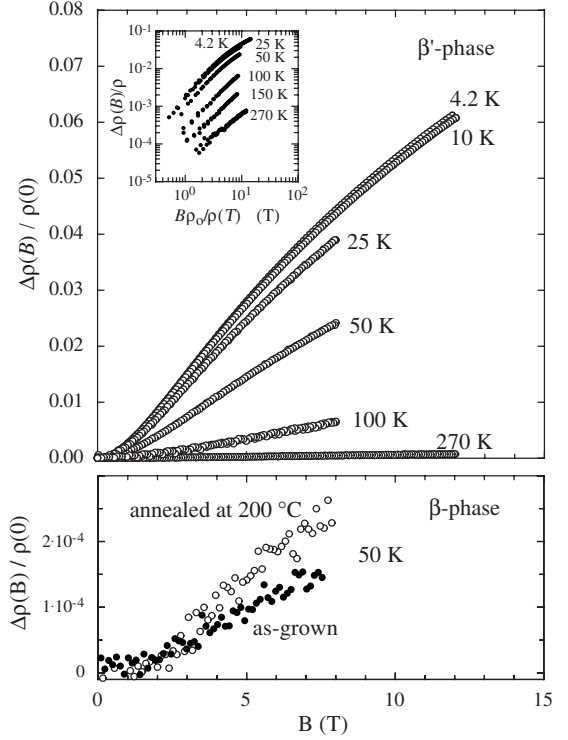 0.08
0.07
0.06
0.05
0.04
0.03
0.02
0.01
0.00
Δρ(B) / ρ(0)
β'-phase
4.2 K
10 K
25 K
50 K
100 K
270 K
10⁻¹
10⁻²
10⁻³
10⁻⁴
10⁻⁵
Δρ(B)/ρ
4.2 K
25 K
50 K
100 K
150 K
270 K
10⁰ 10¹ 10²
Bρₒ/ρ(T) (T)
2·10⁻⁴
1·10⁻⁴
0
Δρ(B) / ρ(0)
annealed at 200 °C
β-phase
50 K
as-grown
0 5 10 15
B (T)